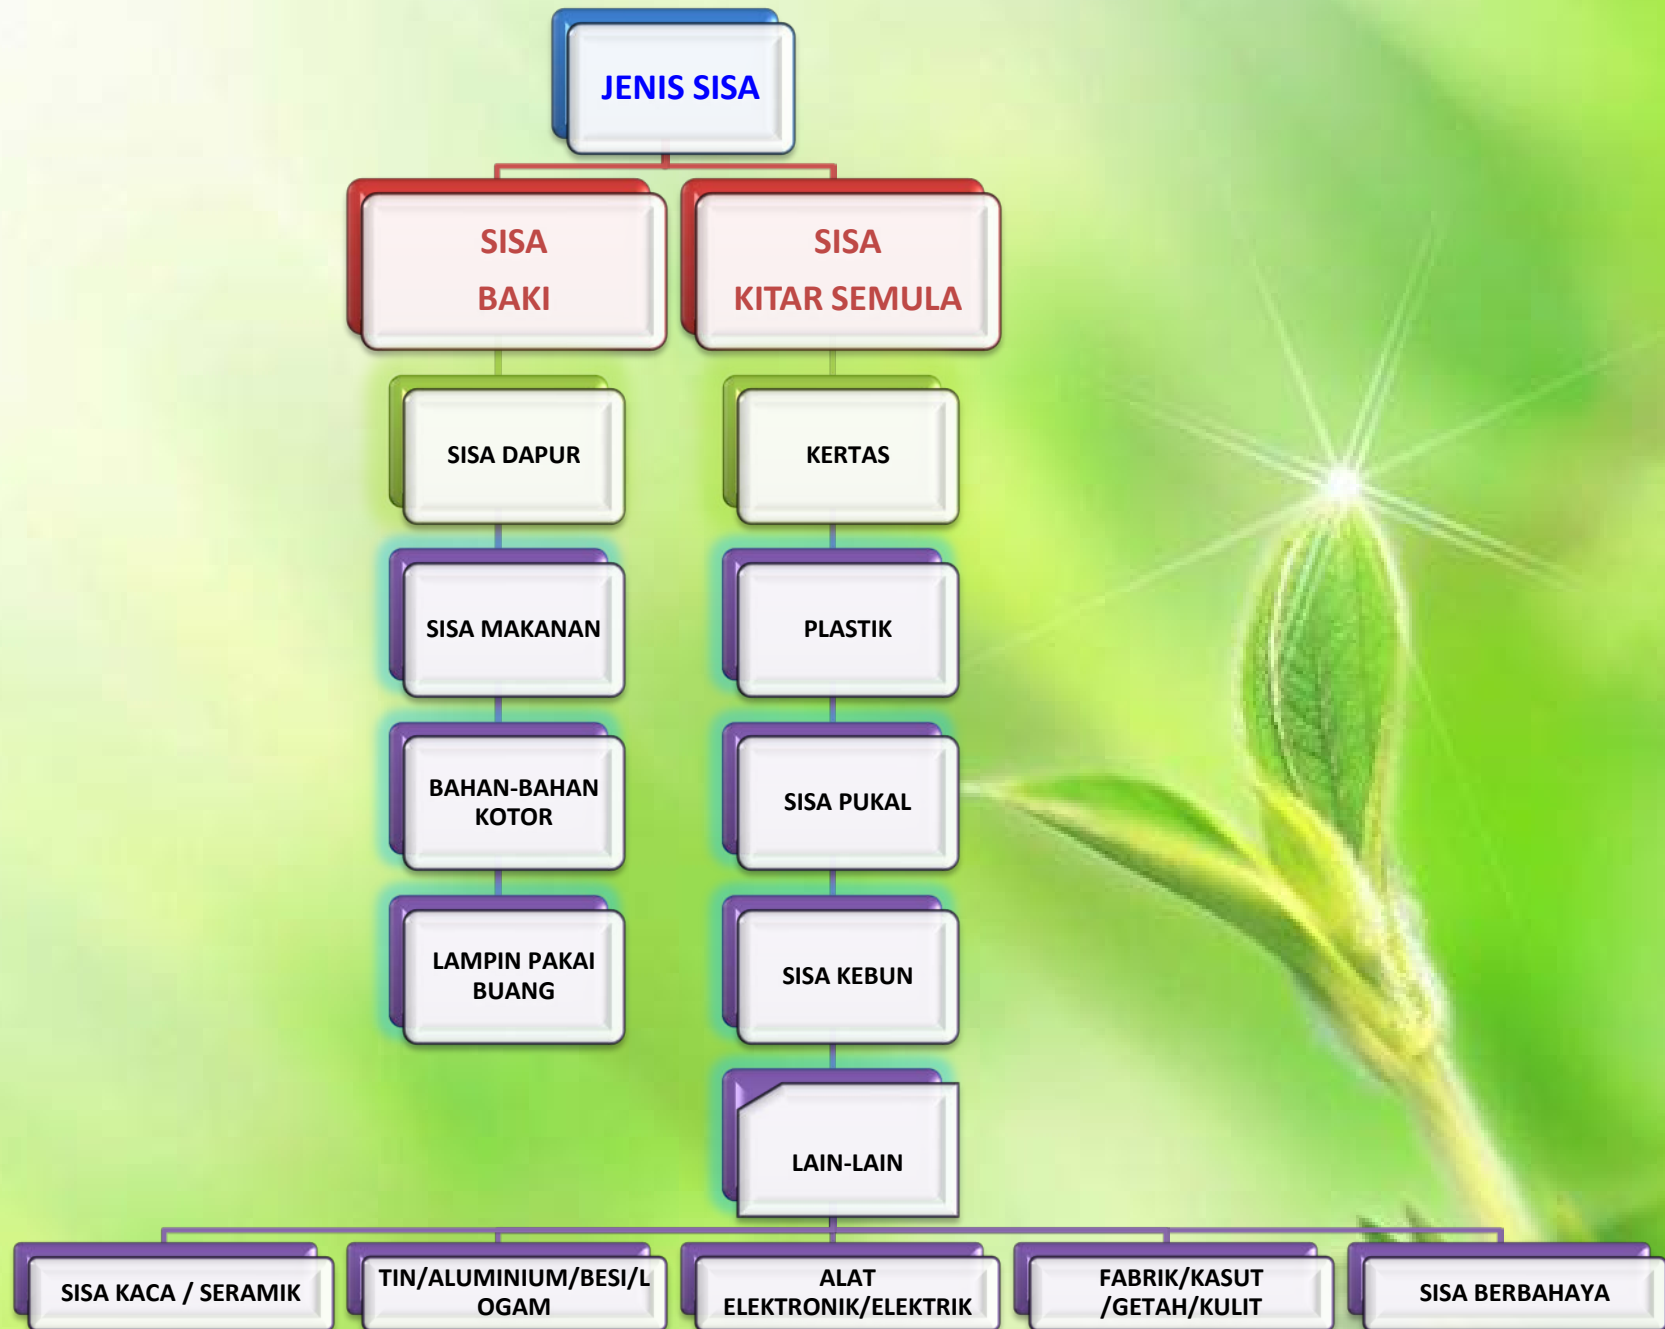 JENIS SISA
SISA
BAKI
SISA
KITAR SEMULA
SISA DAPUR
KERTAS
SISA MAKANAN
PLASTIK
BAHAN-BAHAN
KOTOR
SISA PUKAL
LAMPIN PAKAI
BUANG
SISA KEBUN
LAIN-LAIN
SISA KACA / SERAMIK
TIN/ALUMINIUM/BESI/L
OGAM
ALAT
ELEKTRONIK/ELEKTRIK
FABRIK/KASUT
/GETAH/KULIT
SISA BERBAHAYA